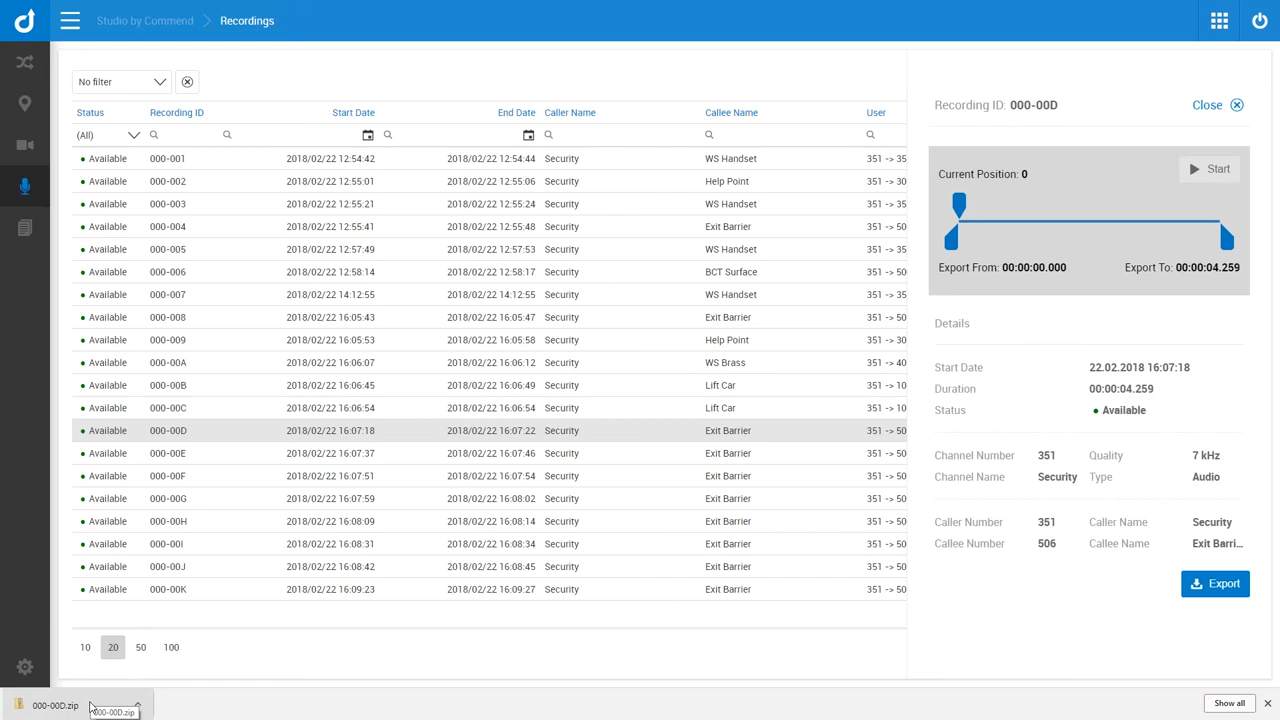 Studio by Commend Recordings
No filter
Status Recording ID Start Date End Date Caller Name Callee Name User
(All)
Available 000-001 2018/02/22 12:54:42 2018/02/22 12:54:44 Security WS Handset 351 -> 35
Available 000-002 2018/02/22 12:55:01 2018/02/22 12:55:06 Security Help Point 351 -> 30
Available 000-003 2018/02/22 12:55:21 2018/02/22 12:55:24 Security WS Handset 351 -> 35
Available 000-004 2018/02/22 12:55:41 2018/02/22 12:55:48 Security Exit Barrier 351 -> 50
Available 000-005 2018/02/22 12:57:49 2018/02/22 12:57:53 Security WS Handset 351 -> 35
Available 000-006 2018/02/22 12:58:14 2018/02/22 12:58:17 Security BCT Surface 351 -> 30
Available 000-007 2018/02/22 14:12:55 2018/02/22 14:12:55 Security WS Handset 351 -> 35
Available 000-008 2018/02/22 16:05:43 2018/02/22 16:05:47 Security Exit Barrier 351 -> 50
Available 000-009 2018/02/22 16:05:53 2018/02/22 16:05:58 Security Help Point 351 -> 30
Available 000-00A 2018/02/22 16:06:07 2018/02/22 16:06:12 Security WS Brass 351 -> 40
Available 000-00B 2018/02/22 16:06:45 2018/02/22 16:06:49 Security Lift Car 351 -> 10
Available 000-00C 2018/02/22 16:06:54 2018/02/22 16:06:54 Security Lift Car 351 -> 10
Available 000-00D 2018/02/22 16:07:18 2018/02/22 16:07:22 Security Exit Barrier 351 -> 50
Available 000-00E 2018/02/22 16:07:37 2018/02/22 16:07:46 Security Exit Barrier 351 -> 50
Available 000-00F 2018/02/22 16:07:51 2018/02/22 16:07:54 Security Exit Barrier 351 -> 50
Available 000-00G 2018/02/22 16:07:59 2018/02/22 16:08:02 Security Exit Barrier 351 -> 50
Available 000-00H 2018/02/22 16:08:09 2018/02/22 16:08:14 Security Exit Barrier 351 -> 50
Available 000-00I 2018/02/22 16:08:31 2018/02/22 16:08:34 Security Exit Barrier 351 -> 50
Available 000-00J 2018/02/22 16:08:42 2018/02/22 16:08:45 Security Exit Barrier 351 -> 50
Available 000-00K 2018/02/22 16:09:23 2018/02/22 16:09:27 Security Exit Barrier 351 -> 50
10 20 50 100
Recording ID: 000-00D Close
Start
Current Position: 0
Export From: 00:00:00.000 Export To: 00:00:04.259
Details
Start Date 22.02.2018 16:07:18
Duration 00:00:04.259
Status Available
Channel Number 351 Quality 7 kHz
Channel Name Security Type Audio
Caller Number 351 Caller Name Security
Callee Number 506 Callee Name Exit Barri...
Export
000-00D.zip
000-00D.zip
Show all